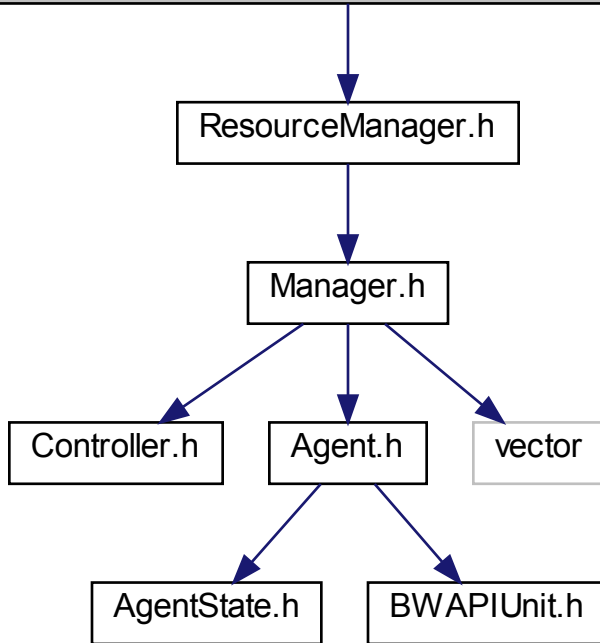 ResourceManager.h
Manager.h
Controller.h
Agent.h
vector
AgentState.h
BWAPIUnit.h